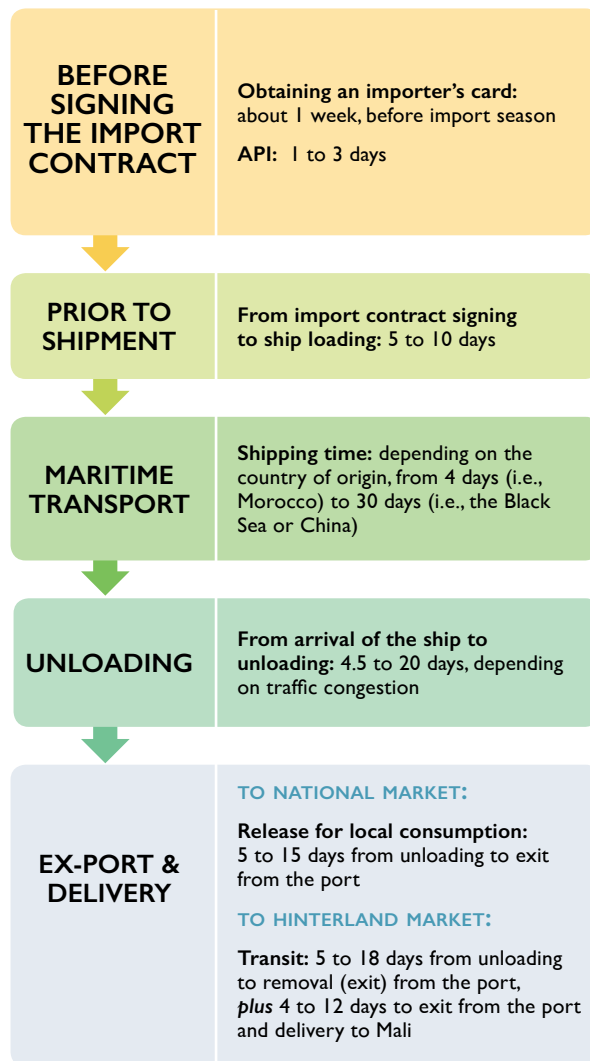 BEFORE
SIGNING
THE IMPORT
CONTRACT
Obtaining an importer’s card:
about 1 week, before import season
API: 1 to 3 days
PRIOR TO
SHIPMENT
From import contract signing
to ship loading: 5 to 10 days
MARITIME
TRANSPORT
Shipping time: depending on the
country of origin, from 4 days (i.e.,
Morocco) to 30 days (i.e., the Black
Sea or China)
UNLOADING
From arrival of the ship to
unloading: 4.5 to 20 days, depending
on traffic congestion
EX-PORT &
DELIVERY
TO NATIONAL MARKET:
Release for local consumption:
5 to 15 days from unloading to exit
from the port
TO HINTERLAND MARKET:
Transit: 5 to 18 days from unloading
to removal (exit) from the port,
plus 4 to 12 days to exit from the port
and delivery to Mali